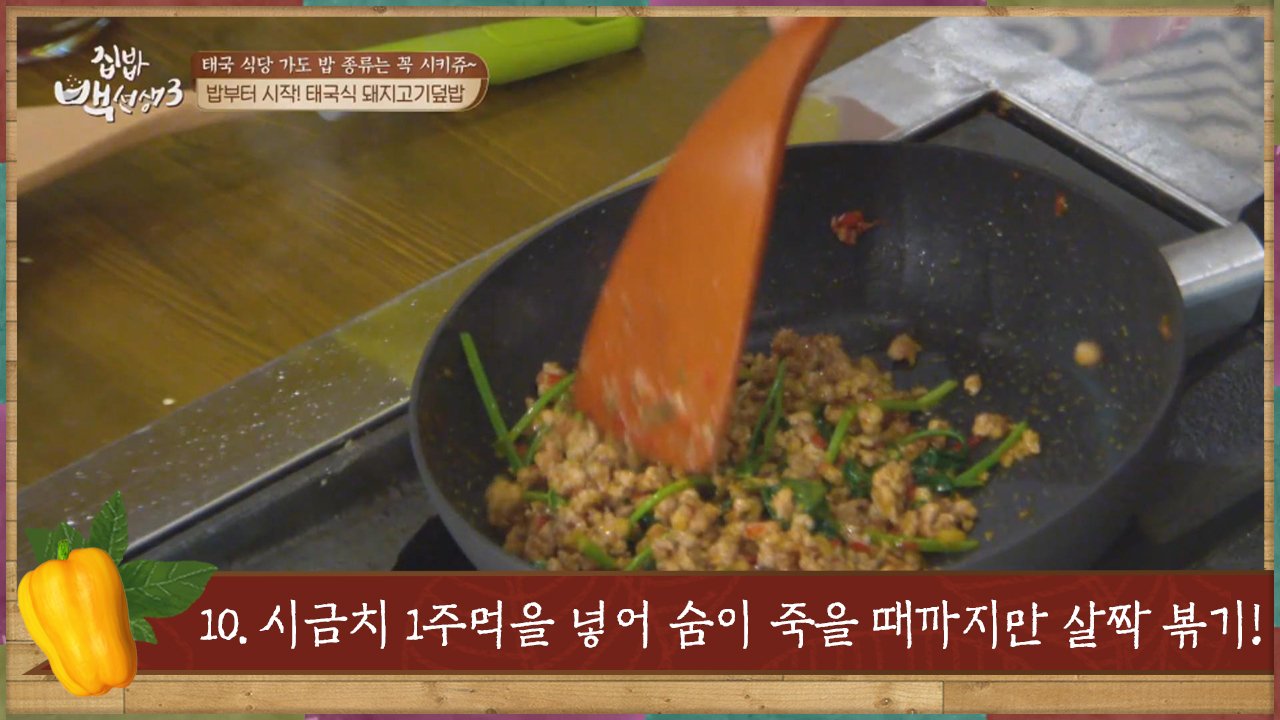 집밥
백선생3
태국 식당 가도 밥 종류는 꼭 시키쥬~
밥부터 시작! 태국식 돼지고기덮밥
10. 시금치 1주먹을 넣어 숨이 죽을 때까지만 살짝 볶기!